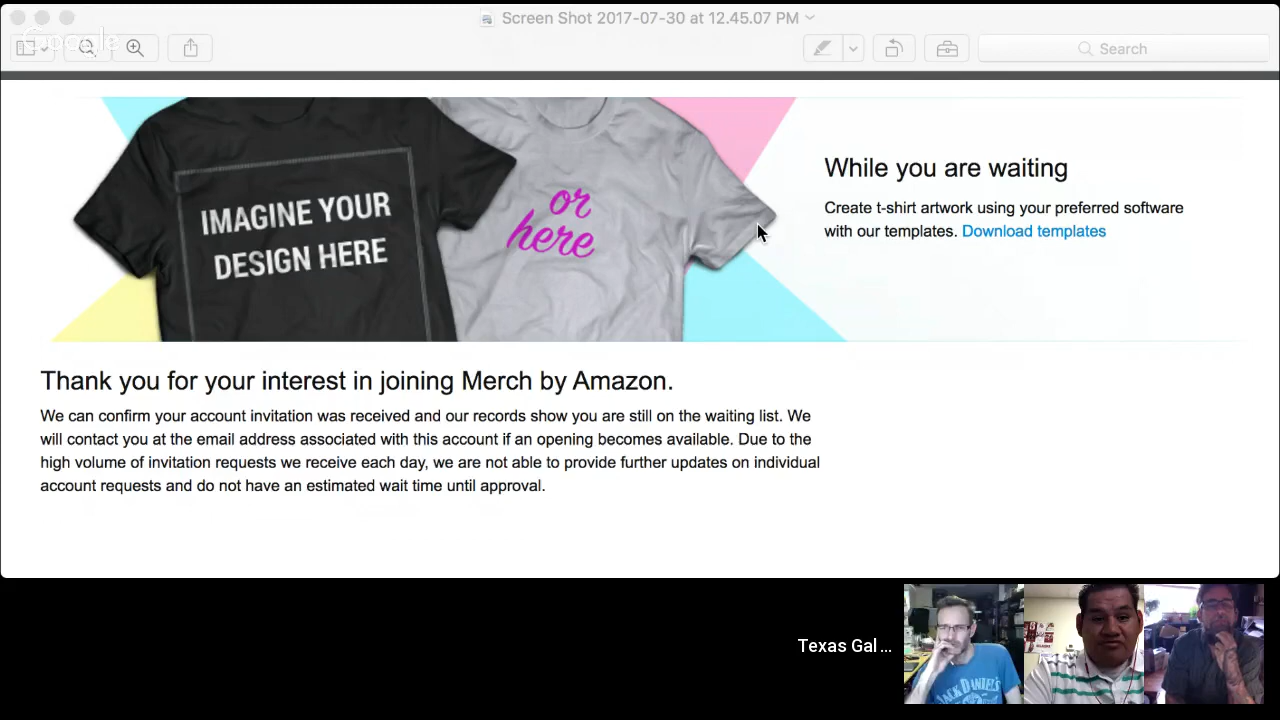 Screen Shot 2017-07-30 at 12.45.07 PM
Google
Search
IMAGINE YOUR
DESIGN HERE
or
here
While you are waiting
Create t-shirt artwork using your preferred software
with our templates. Download templates
Thank you for your interest in joining Merch by Amazon.
We can confirm your account invitation was received and our records show you are still on the waiting list. We
will contact you at the email address associated with this account if an opening becomes available. Due to the
high volume of invitation requests we receive each day, we are not able to provide further updates on individual
account requests and do not have an estimated wait time until approval.
Texas Gal ...
JACK DANIEL'S